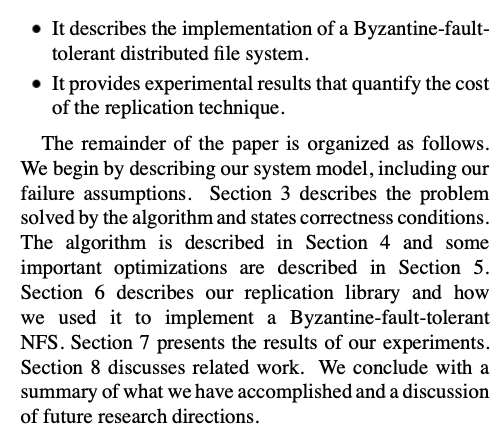 • It describes the implementation of a Byzantine-fault-
tolerant distributed file system.
• It provides experimental results that quantify the cost
of the replication technique.
The remainder of the paper is organized as follows.
We begin by describing our system model, including our
failure assumptions. Section 3 describes the problem
solved by the algorithm and states correctness conditions.
The algorithm is described in Section 4 and some
important optimizations are described in Section 5.
Section 6 describes our replication library and how
we used it to implement a Byzantine-fault-tolerant
NFS. Section 7 presents the results of our experiments.
Section 8 discusses related work. We conclude with a
summary of what we have accomplished and a discussion
of future research directions.